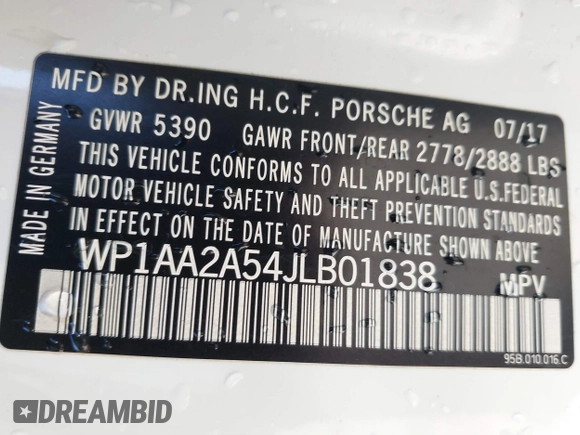 MFD BY DR.ING H.C.F. PORSCHE AG 07/17
GVWR 5390 GAWR FRONT/REAR 2778/2888 LBS
THIS VEHICLE CONFORMS TO ALL APPLICABLE U.S.FEDERAL
MOTOR VEHICLE SAFETY AND THEFT PREVENTION STANDARDS
IN EFFECT ON THE DATE OF MANUFACTURE SHOWN ABOVE
WP1AA2A54JLB01838 MPV
MADE IN GERMANY
95B.010.016.C
DREAMBID